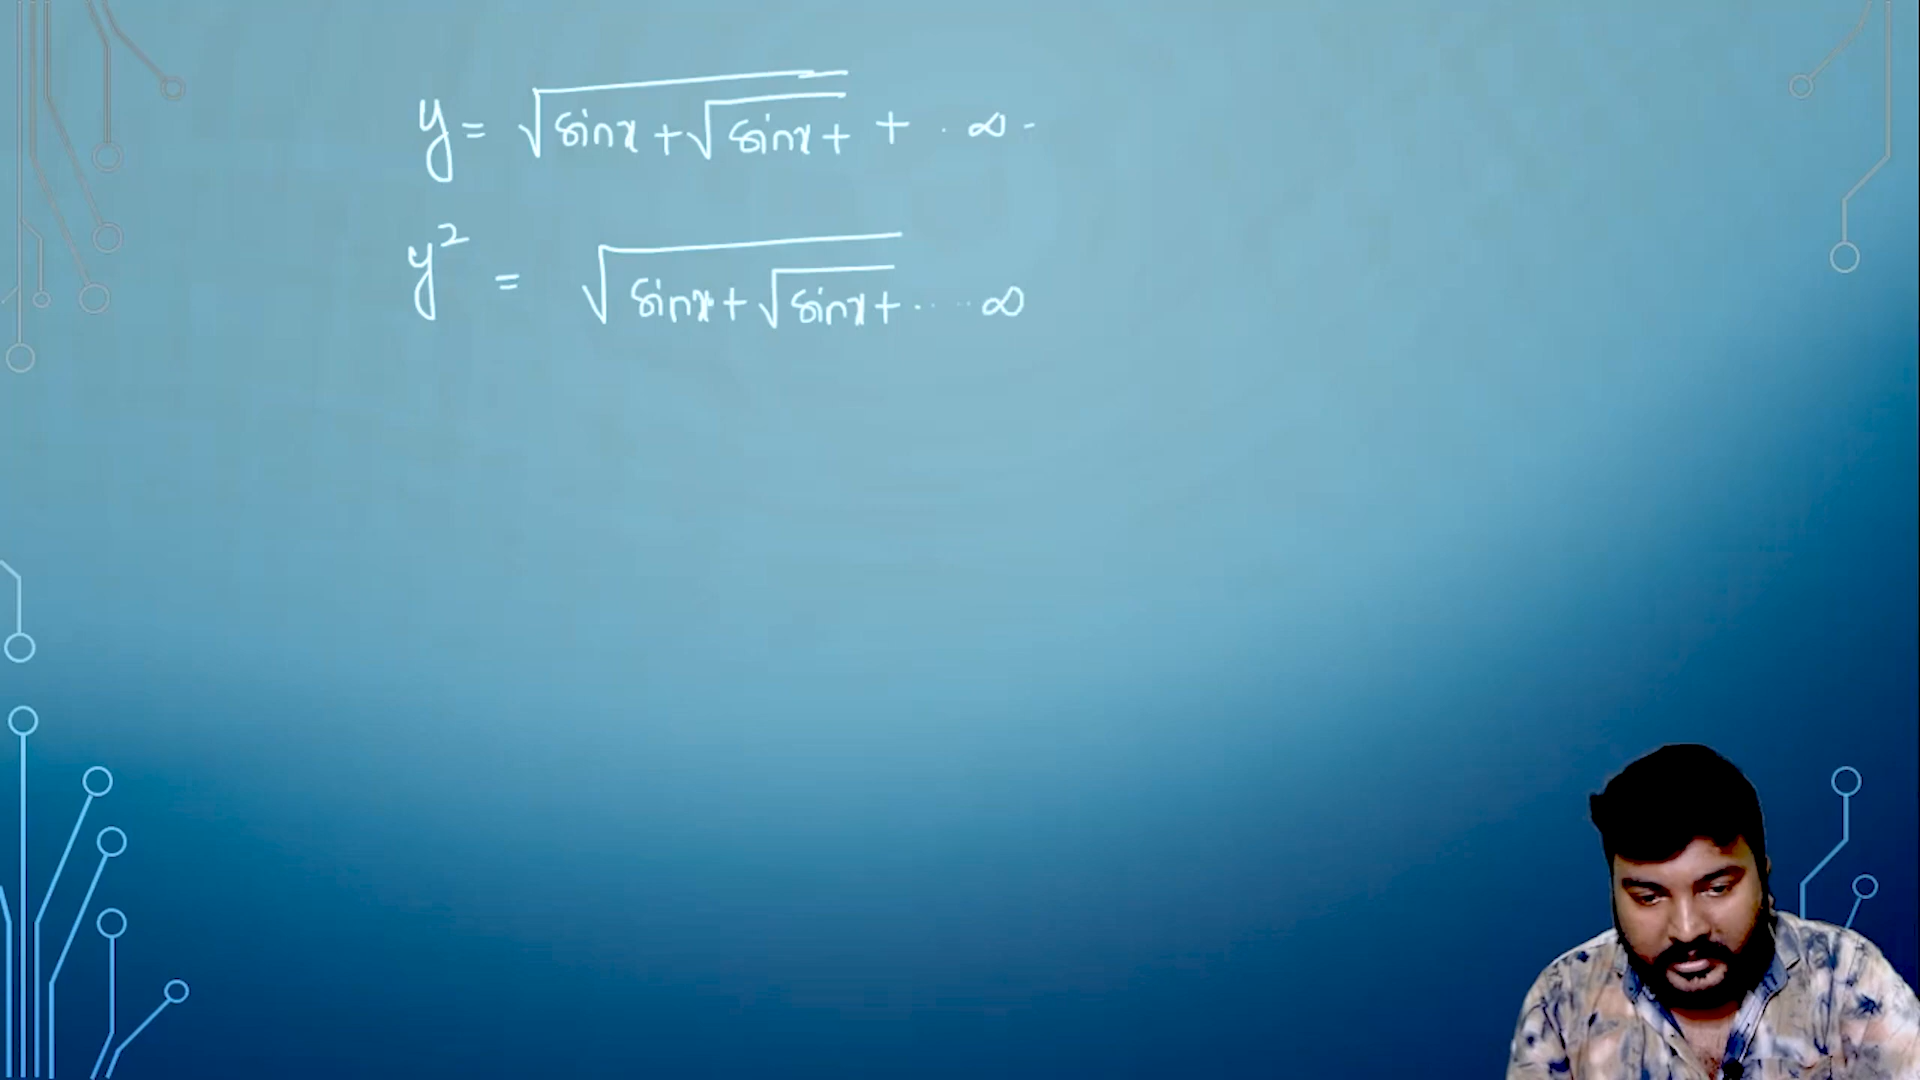 y = √(sinx + √(sinx + + . ∞ -
y² = √(sinx + √(sinx + ..... ∞